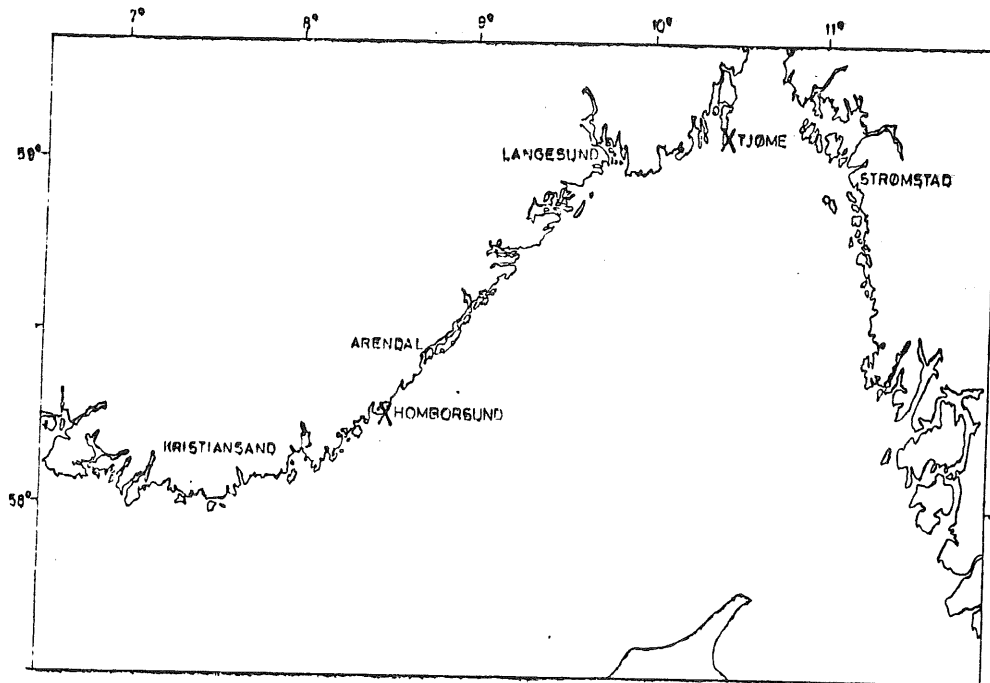 7°
8°
9°
10°
11°
59°
LANGESUND
TJØME
STRØMSTAD
ARENDAL
HOMBORSUND
KRISTIANSAND
58°